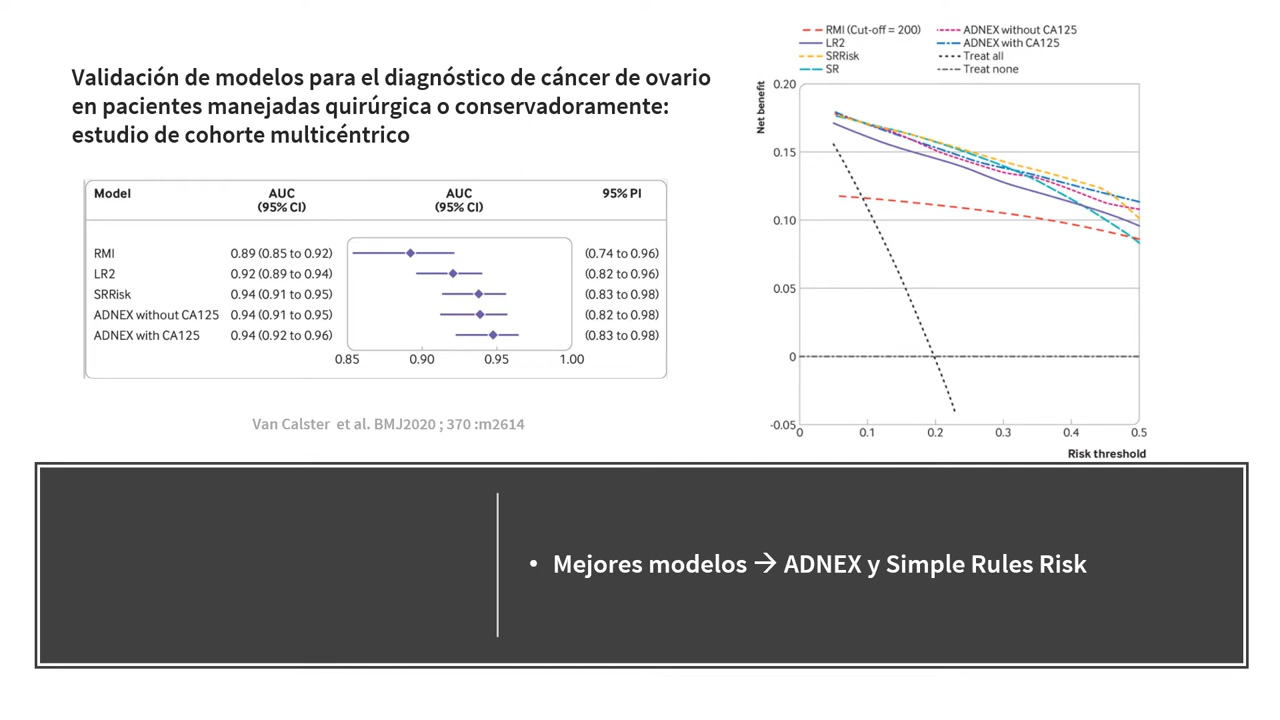 Validación de modelos para el diagnóstico de cáncer de ovario
en pacientes manejadas quirúrgica o conservadoramente:
estudio de cohorte multicéntrico
Model AUC (95% CI) AUC (95% CI) 95% PI
RMI 0.89 (0.85 to 0.92) (0.74 to 0.96)
LR2 0.92 (0.89 to 0.94) (0.82 to 0.96)
SRRisk 0.94 (0.91 to 0.95) (0.83 to 0.98)
ADNEX without CA125 0.94 (0.91 to 0.95) (0.82 to 0.98)
ADNEX with CA125 0.94 (0.92 to 0.96) (0.83 to 0.98)
0.85 0.90 0.95 1.00
Van Calster et al. BMJ2020 ; 370 :m2614
RMI (Cut-off = 200) ADNEX without CA125
LR2 ADNEX with CA125
SRRisk Treat all
SR Treat none
Net benefit
0.20
0.15
0.10
0.05
0
-0.05
0 0.1 0.2 0.3 0.4 0.5
Risk threshold
• Mejores modelos → ADNEX y Simple Rules Risk